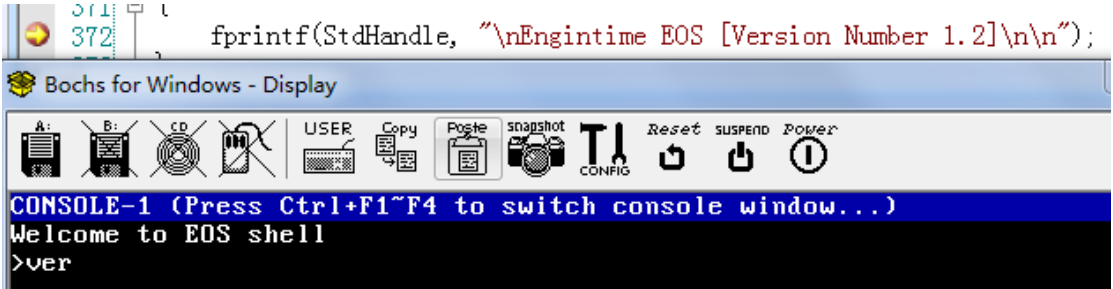 371 {
372 fprintf(StdHandle, "\nEngintime EOS [Version Number 1.2]\n\n");
Bochs for Windows - Display
A: B: CD USER Copy Paste snapshot CONFIG Reset SUSPEND Power
CONSOLE-1 (Press Ctrl+F1~F4 to switch console window...)
Welcome to EOS shell
>ver